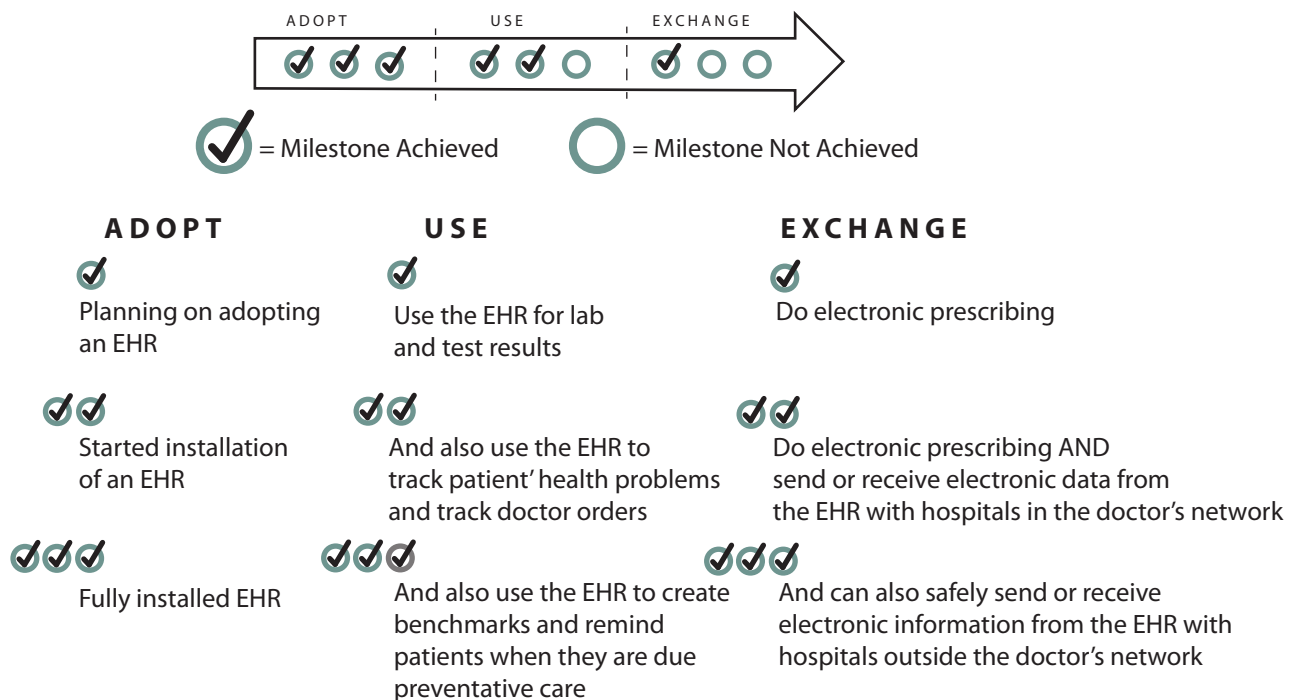 ADOPT
USE
EXCHANGE
= Milestone Achieved
= Milestone Not Achieved
ADOPT
Planning on adopting
an EHR
Started installation
of an EHR
Fully installed EHR
USE
Use the EHR for lab
and test results
And also use the EHR to
track patient' health problems
and track doctor orders
And also use the EHR to create
benchmarks and remind
patients when they are due
preventative care
EXCHANGE
Do electronic prescribing
Do electronic prescribing AND
send or receive electronic data from
the EHR with hospitals in the doctor's network
And can also safely send or receive
electronic information from the EHR with
hospitals outside the doctor's network